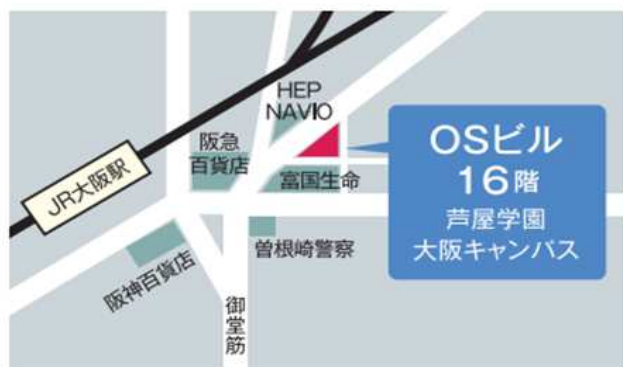 HEP
NAVIO
阪急
百貨店
富国生命
JR大阪駅
曽根崎警察
阪神百貨店
御堂筋
OSビル
16階
芦屋学園
大阪キャンパス